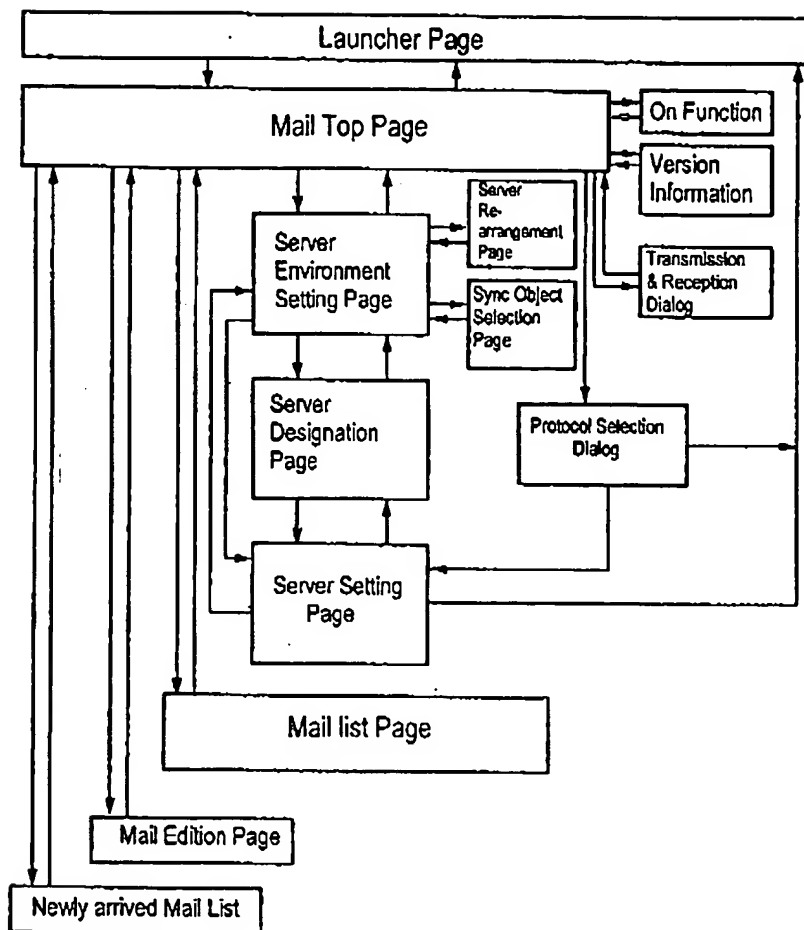 Launcher Page
Mail Top Page
On Function
Version
Information
Server
Re-
arrangement
Page
Server
Environment
Setting Page
Transmission
& Reception
Dialog
Sync Object
Selection
Page
Server
Designation
Page
Protocol Selection
Dialog
Server Setting
Page
Mail list Page
Mail Edition Page
Newly arrived Mail List